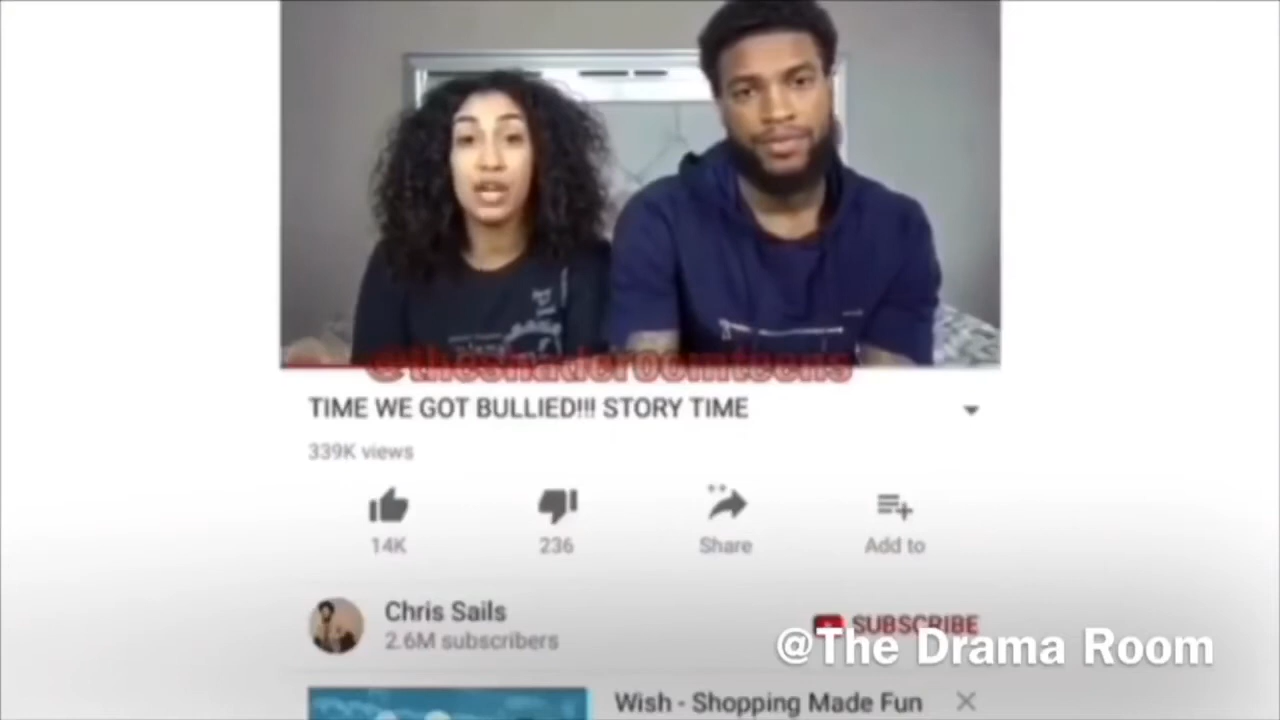 @theshaderoomteens
TIME WE GOT BULLIED!!! STORY TIME
339K views
14K
236
Share
Add to
Chris Sails
2.6M subscribers
SUBSCRIBE
@The Drama Room
Wish - Shopping Made Fun